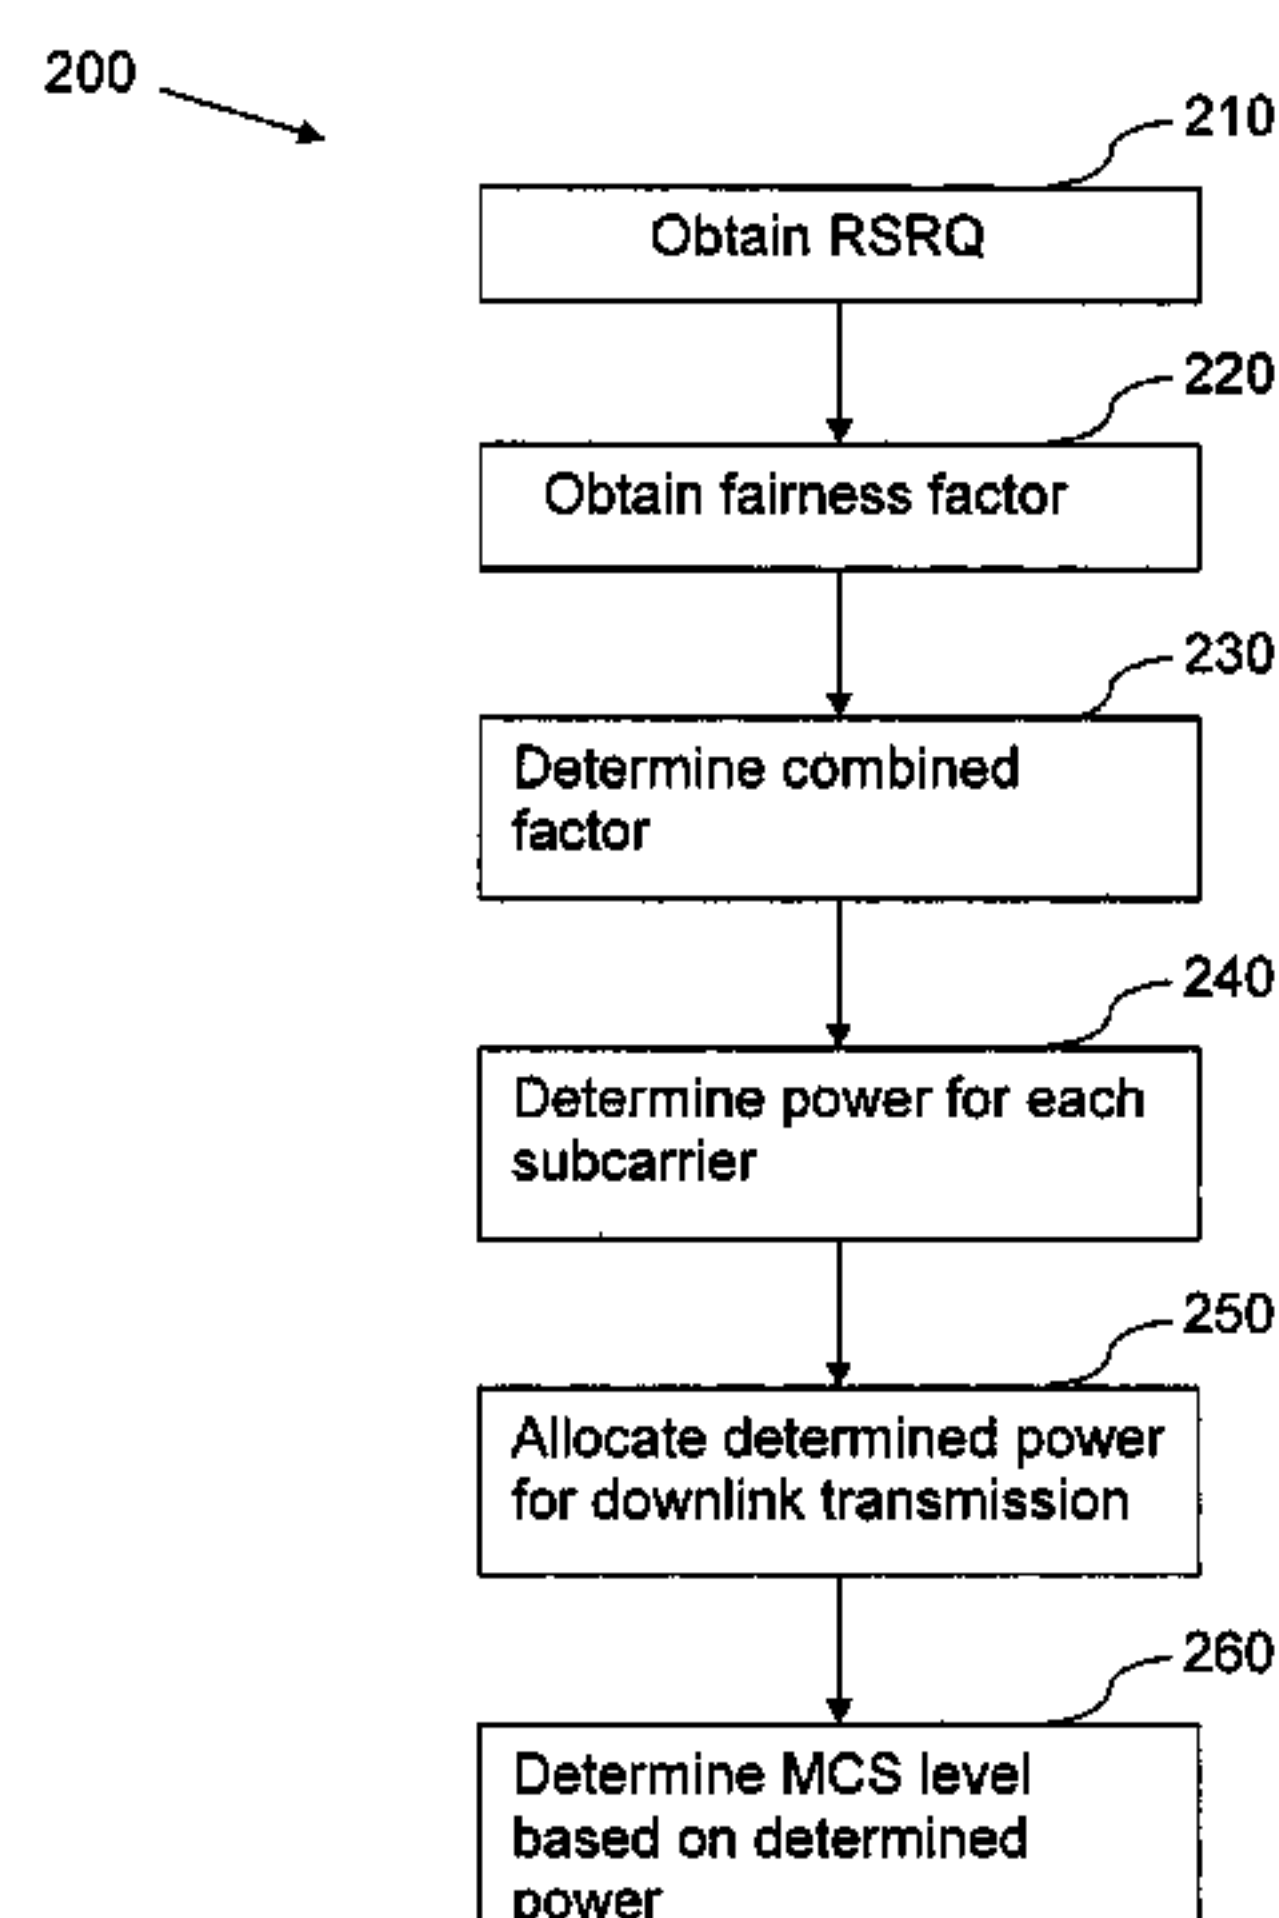 200
210
Obtain RSRQ
220
Obtain fairness factor
230
Determine combined
factor
240
Determine power for each
subcarrier
250
Allocate determined power
for downlink transmission
260
Determine MCS level
based on determined
power